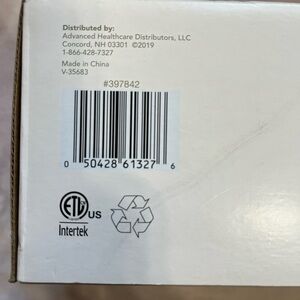 Distributed by:
Advanced Healthcare Distributors, LLC
Concord, NH 03301 ©2019
1-866-428-7327
Made in China
V-35683
#397842
0 50428 61327 6
ETL US
Intertek